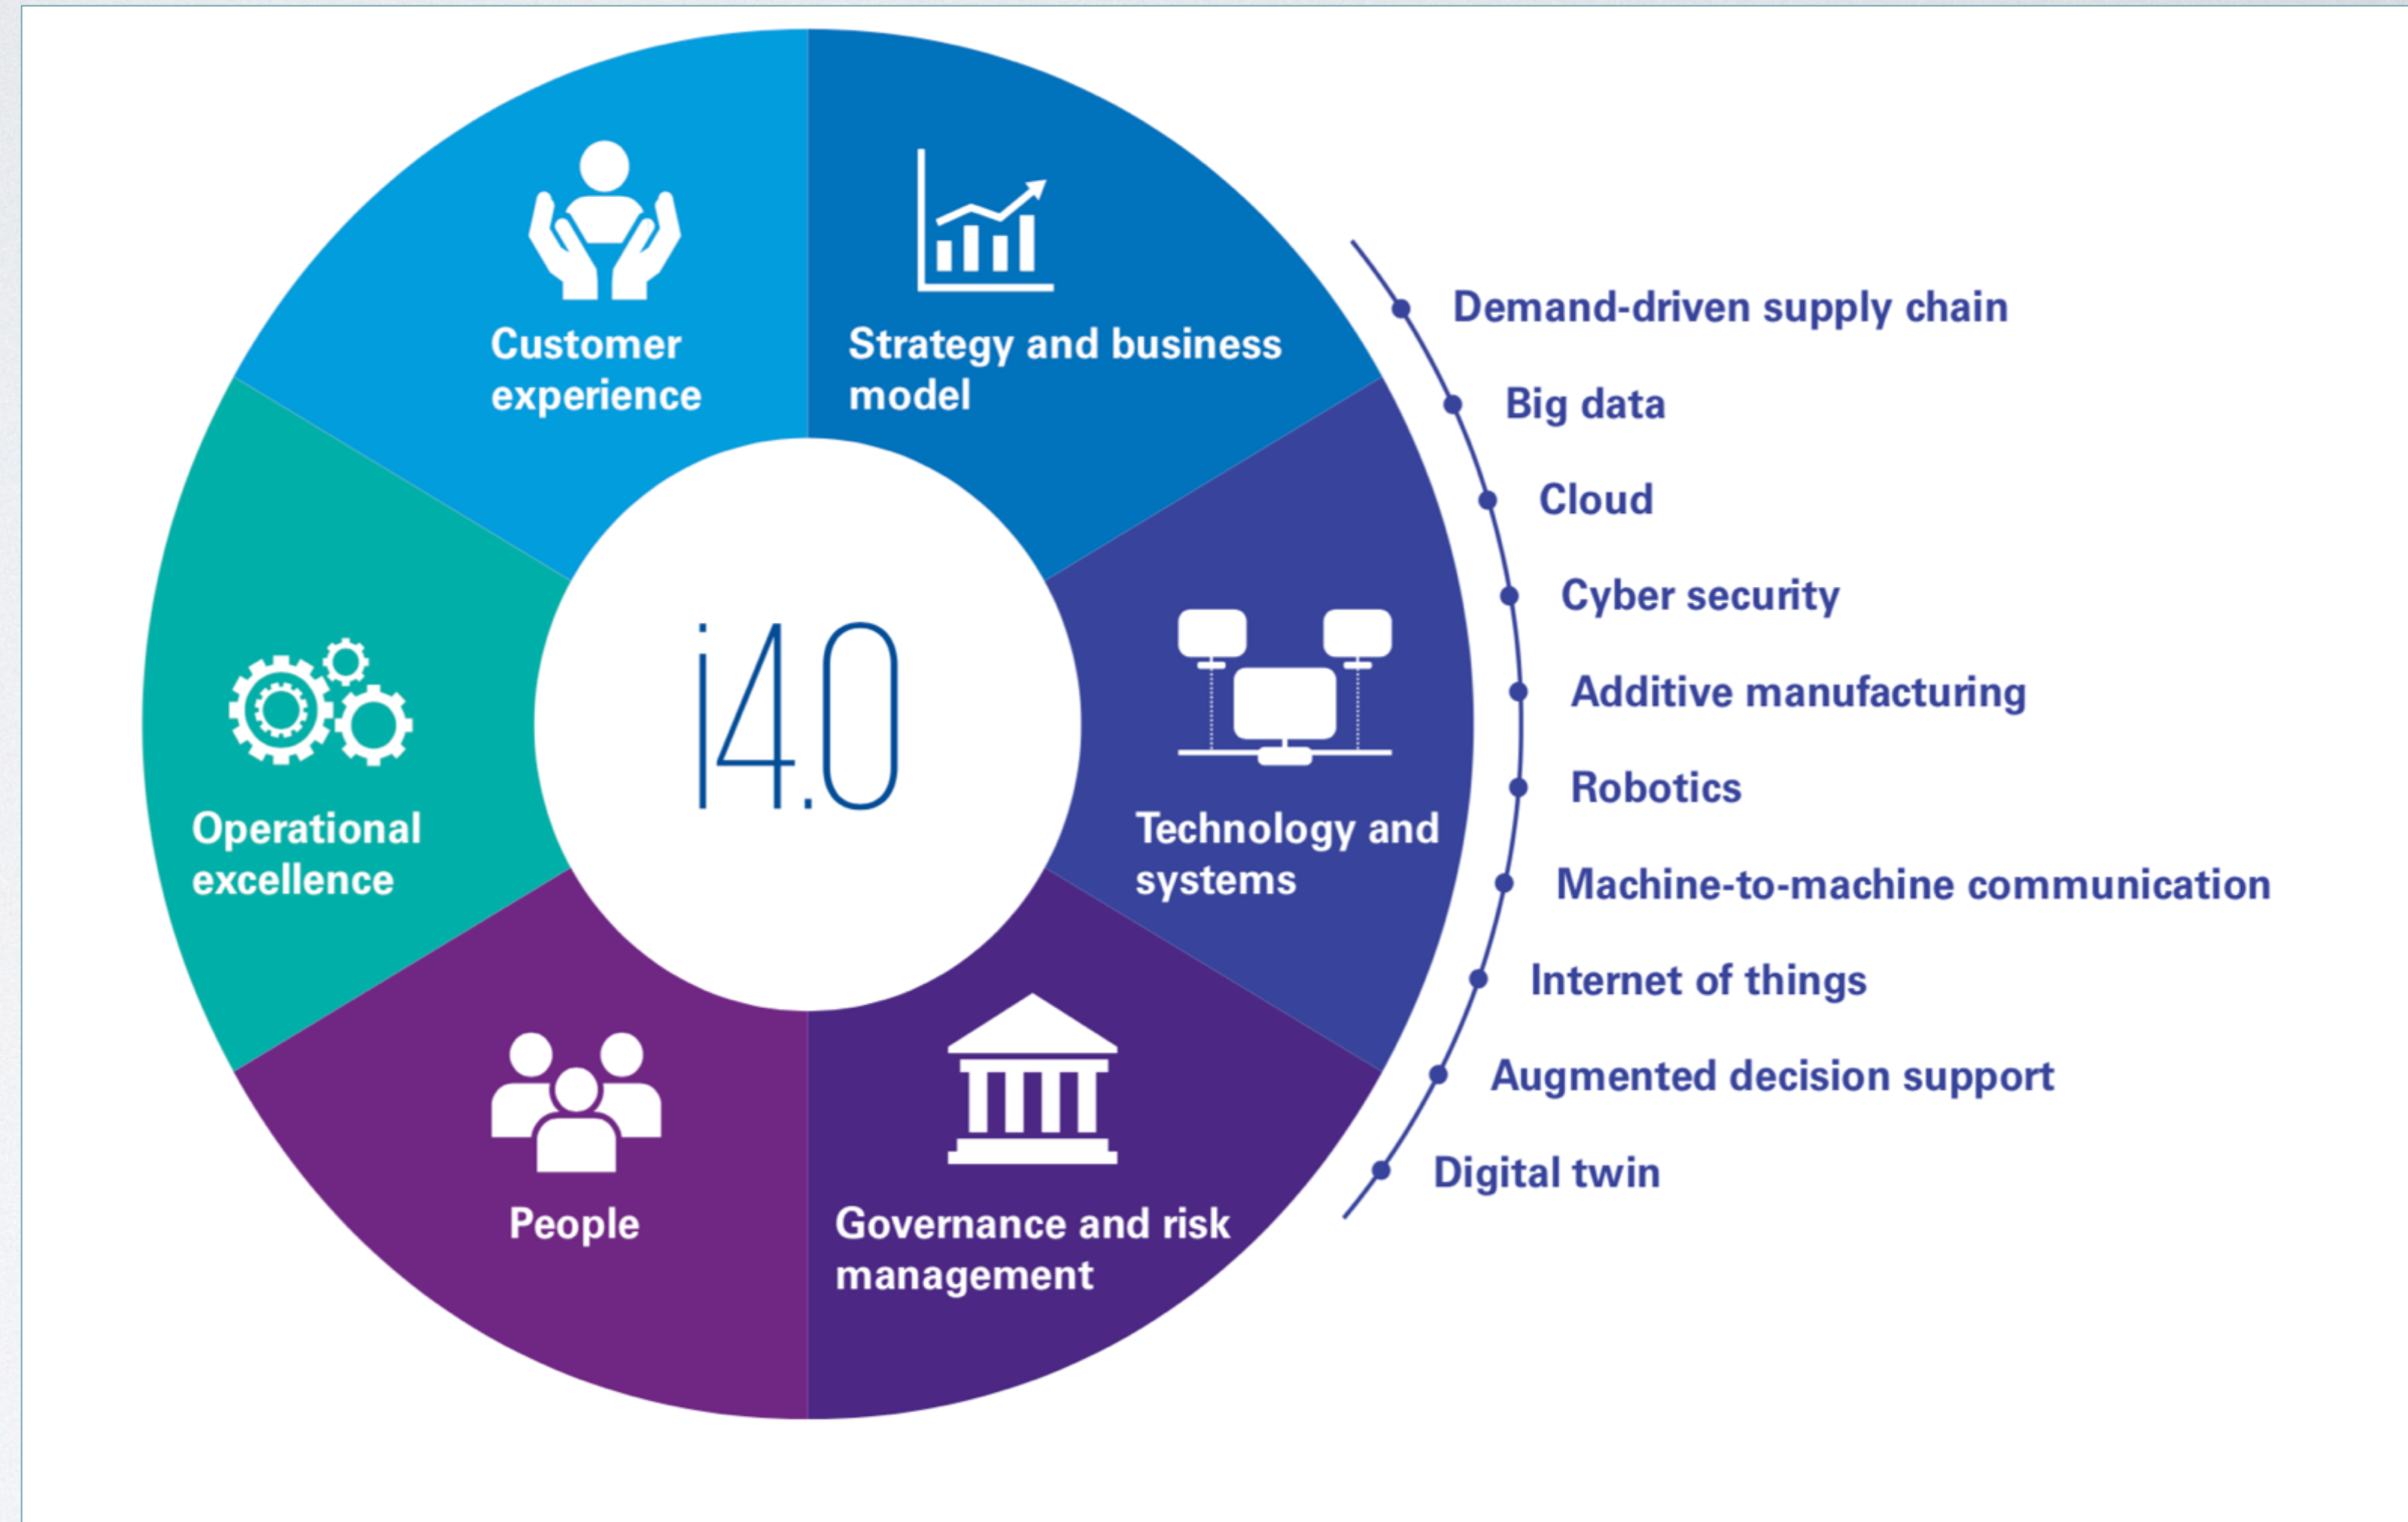 Customer
experience
Strategy and business
model
Operational
excellence
i4.0
Technology and
systems
People
Governance and risk
management
Demand-driven supply chain
Big data
Cloud
Cyber security
Additive manufacturing
Robotics
Machine-to-machine communication
Internet of things
Augmented decision support
Digital twin